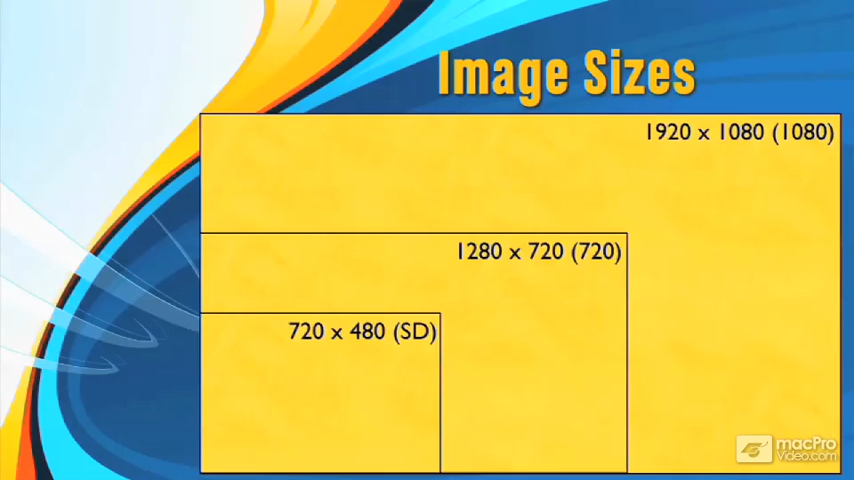 Image Sizes
1920 x 1080 (1080)
1280 x 720 (720)
720 x 480 (SD)
macPro
Video.com